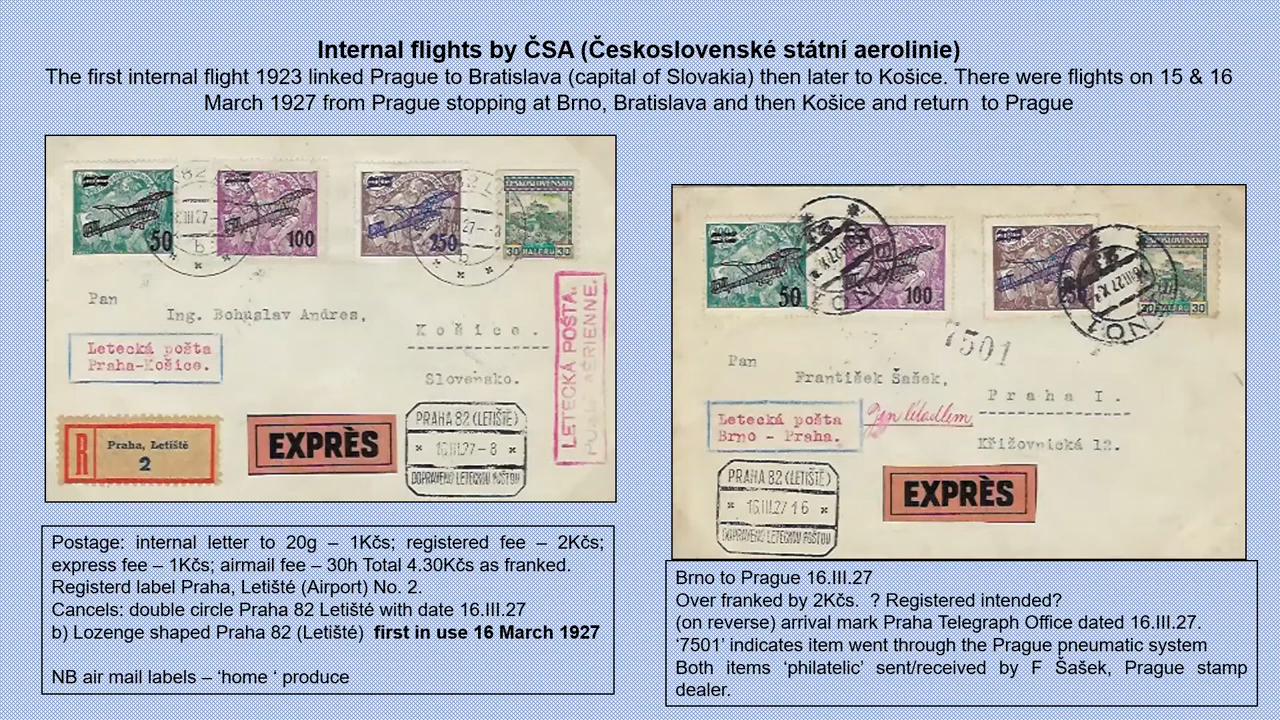 Internal flights by ČSA (Československé státní aerolinie)
The first internal flight 1923 linked Prague to Bratislava (capital of Slovakia) then later to Košice. There were flights on 15 & 16
March 1927 from Prague stopping at Brno, Bratislava and then Košice and return to Prague
50
100
250
ČESKOSLOVENSKO
30 HALERU 30
Pan
Ing. Bohuslav Andres,
Košice.
Slovensko.
Letecká pošta
Praha-Košice.
LETECKÁ POŠTA.
AÉRIENNE.
R
Praha, Letiště
2
EXPRÈS
PRAHA 82 (LETIŠTĚ)
16.III.27-8
DOPRAVENO LETECKOU POŠTOU
50
100
30
7501
Pan
František Šašek,
Praha I.
Křižovnická 12.
Letecká pošta
Brno - Praha.
letadlem
PRAHA 82 (LETIŠTĚ)
16.III.27 16
DOPRAVENO LETECKOU POŠTOU
EXPRÈS
Postage: internal letter to 20g – 1Kčs; registered fee – 2Kčs;
express fee – 1Kčs; airmail fee – 30h Total 4.30Kčs as franked.
Registerd label Praha, Letiště (Airport) No. 2.
Cancels: double circle Praha 82 Letiště with date 16.III.27
b) Lozenge shaped Praha 82 (Letiště) first in use 16 March 1927
NB air mail labels – ‘home ‘ produce
Brno to Prague 16.III.27
Over franked by 2Kčs. ? Registered intended?
(on reverse) arrival mark Praha Telegraph Office dated 16.III.27.
‘7501’ indicates item went through the Prague pneumatic system
Both items ‘philatelic’ sent/received by F Šašek, Prague stamp
dealer.